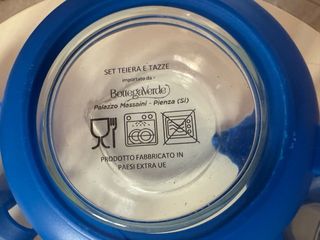 SET TEIERA E TAZZE
importato da -
BottegaVerde
Palazzo Massaini - Pienza (Si)
PRODOTTO FABBRICATO IN
PAESI EXTRA UE